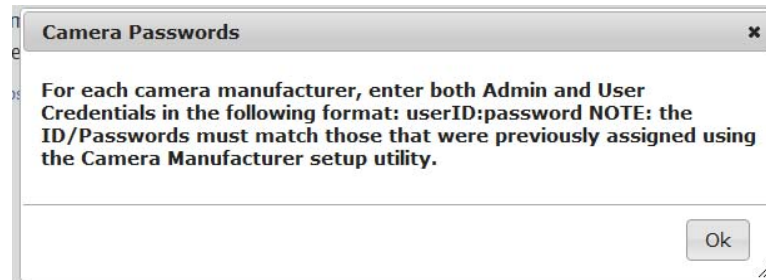 Camera Passwords
For each camera manufacturer, enter both Admin and User
Credentials in the following format: userID:password NOTE: the
ID/Passwords must match those that were previously assigned using
the Camera Manufacturer setup utility.
Ok